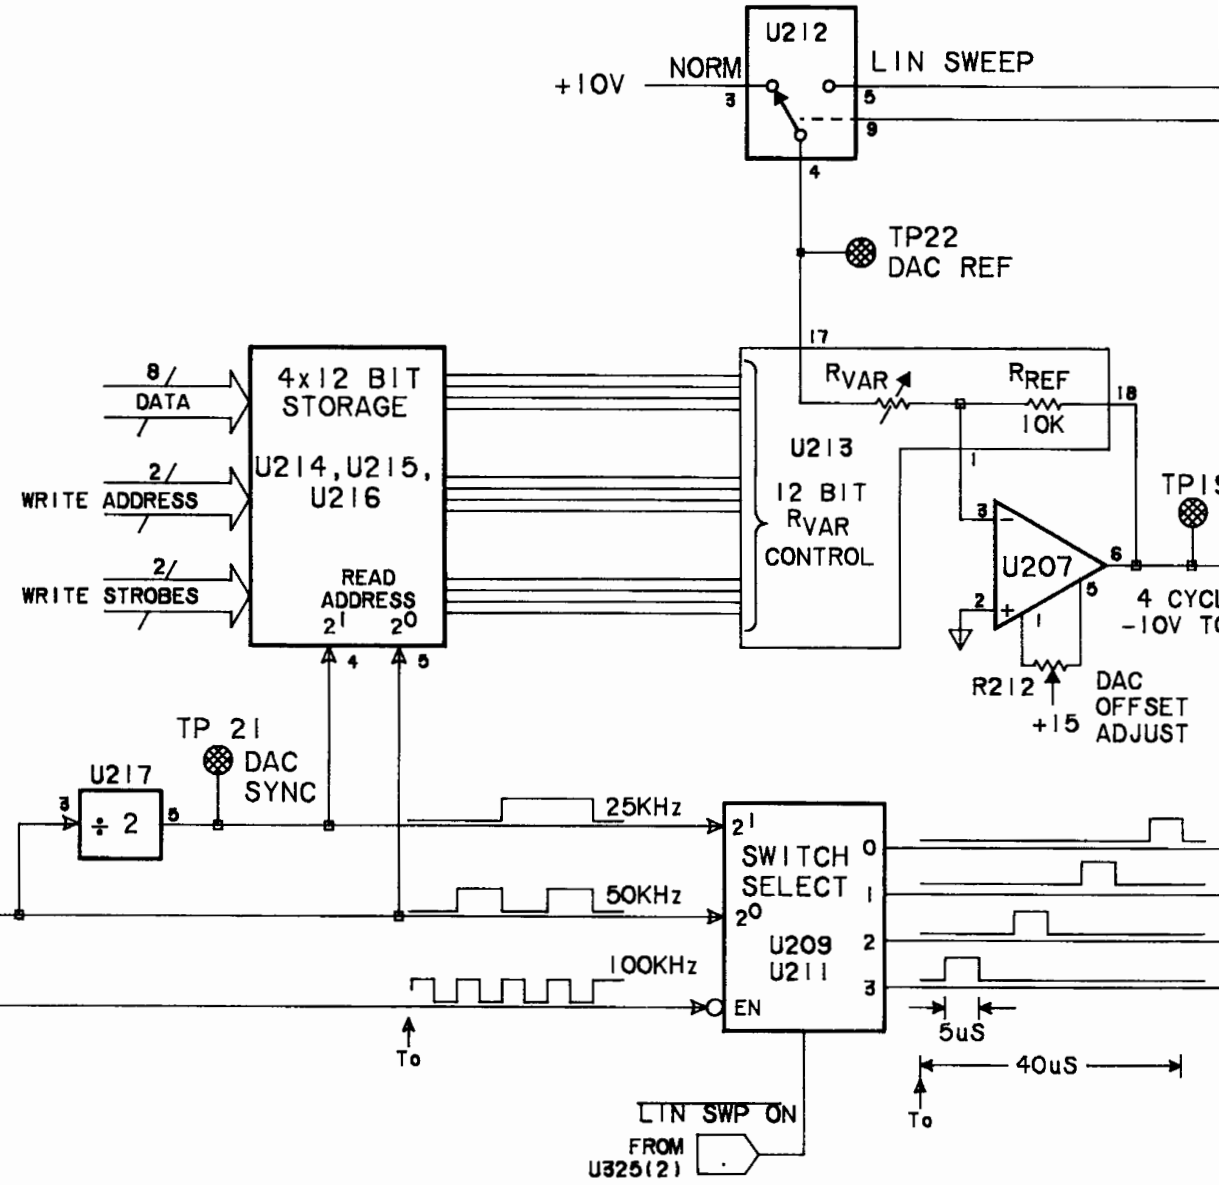 U212
+10V
NORM
LIN SWEEP
3
5
9
4
TP22
DAC REF
17
8/
DATA
4x12 BIT
STORAGE
RVAR
RREF
18
10K
U213
1
2/
WRITE ADDRESS
U214, U215,
U216
12 BIT
RVAR
CONTROL
3
−
U207
6
2
+
5
1
2/
WRITE STROBES
READ
ADDRESS
2¹ 2⁰
4 5
4
-10V
R212
+15
DAC
OFFSET
ADJUST
TP 21
DAC
SYNC
U217
3
÷ 2
5
25KHz
50KHz
100KHz
To
2¹
SWITCH
SELECT
2⁰
U209
U211
EN
0
1
2
3
5uS
40uS
To
LIN SWP ON
FROM
U325(2)